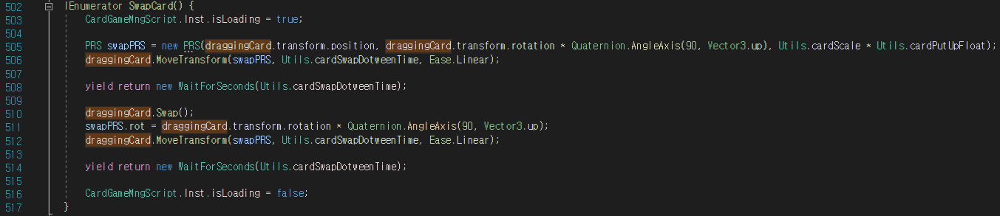 502 IEnumerator SwapCard() {
503 CardGameMngScript.Inst.isLoading = true;
504
505 PRS swapPRS = new PRS(draggingCard.transform.position, draggingCard.transform.rotation * Quaternion.AngleAxis(90, Vector3.up), Utils.cardScale * Utils.cardPutUpFloat);
506 draggingCard.MoveTransform(swapPRS, Utils.cardSwapDotweenTime, Ease.Linear);
507
508 yield return new WaitForSeconds(Utils.cardSwapDotweenTime);
509
510 draggingCard.Swap();
511 swapPRS.rot = draggingCard.transform.rotation * Quaternion.AngleAxis(90, Vector3.up);
512 draggingCard.MoveTransform(swapPRS, Utils.cardSwapDotweenTime, Ease.Linear);
513
514 yield return new WaitForSeconds(Utils.cardSwapDotweenTime);
515
516 CardGameMngScript.Inst.isLoading = false;
517 }